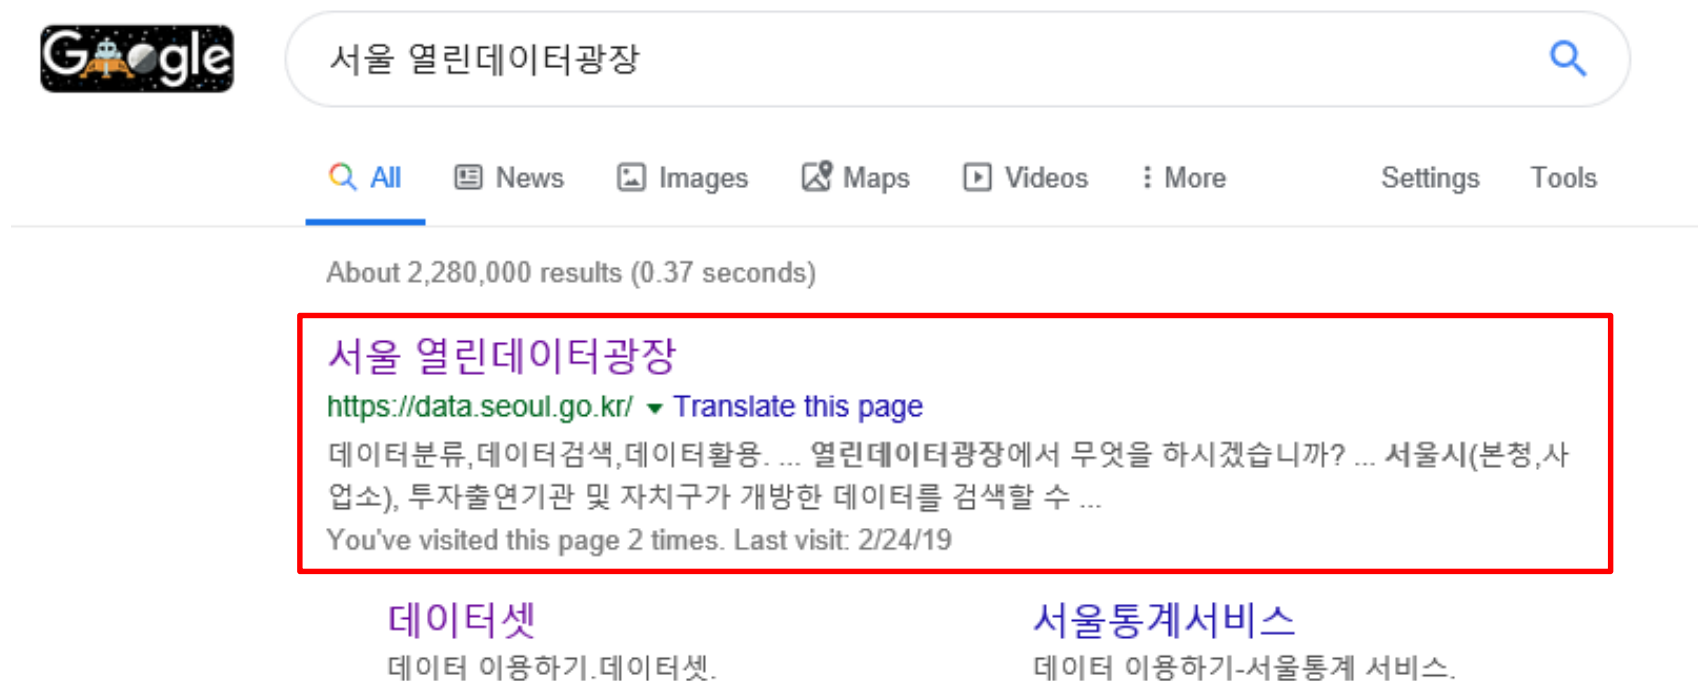 Google
서울 열린데이터광장
All News Images Maps Videos More Settings Tools
About 2,280,000 results (0.37 seconds)
서울 열린데이터광장
https://data.seoul.go.kr/ Translate this page
데이터분류,데이터검색,데이터활용. ... 열린데이터광장에서 무엇을 하시겠습니까? ... 서울시(본청,사
업소), 투자출연기관 및 자치구가 개방한 데이터를 검색할 수 ...
You've visited this page 2 times. Last visit: 2/24/19
데이터셋 서울통계서비스
데이터 이용하기.데이터셋. 데이터 이용하기-서울통계 서비스.